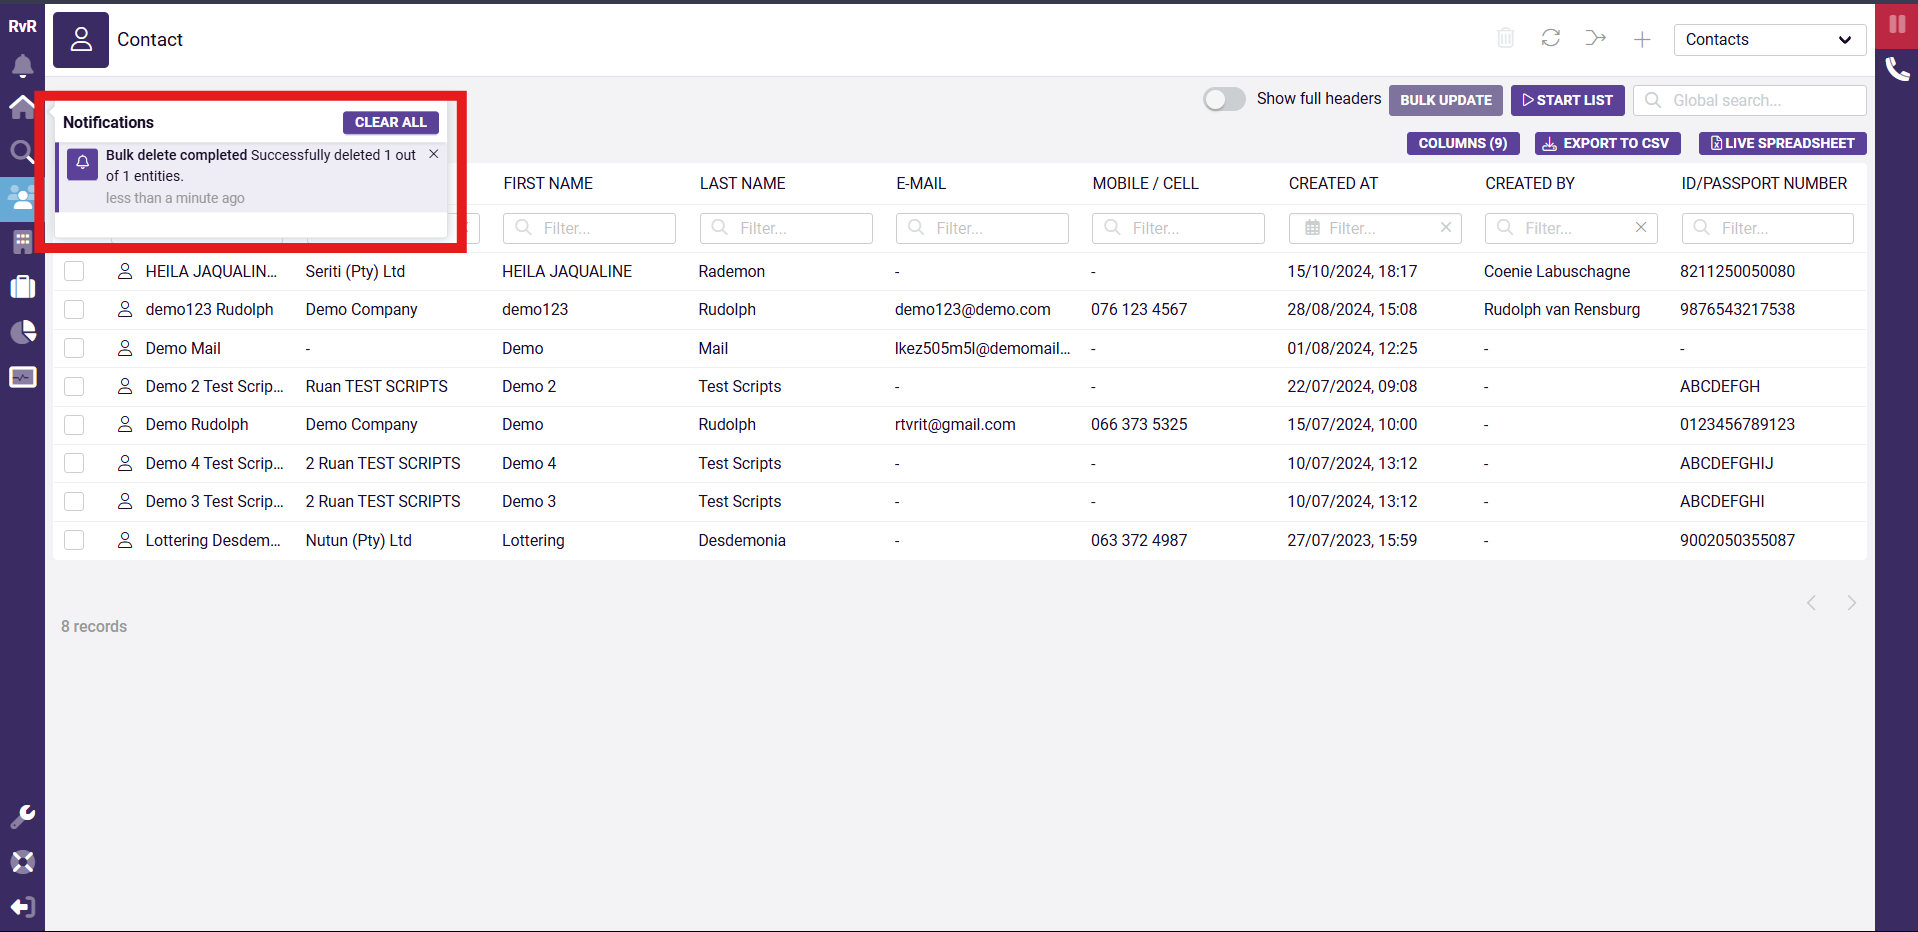 RvR
Contact
Contacts
Show full headers
BULK UPDATE
START LIST
Global search...
Notifications
CLEAR ALL
Bulk delete completed Successfully deleted 1 out
of 1 entities.
less than a minute ago
COLUMNS (9)
EXPORT TO CSV
LIVE SPREADSHEET
FIRST NAME LAST NAME E-MAIL MOBILE / CELL CREATED AT CREATED BY ID/PASSPORT NUMBER
Filter... Filter... Filter... Filter... Filter... Filter... Filter...
HEILA JAQUALIN... Seriti (Pty) Ltd HEILA JAQUALINE Rademon - - 15/10/2024, 18:17 Coenie Labuschagne 8211250050080
demo123 Rudolph Demo Company demo123 Rudolph demo123@demo.com 076 123 4567 28/08/2024, 15:08 Rudolph van Rensburg 9876543217538
Demo Mail - Demo Mail lkez505m5l@demomail... - 01/08/2024, 12:25 - -
Demo 2 Test Scrip... Ruan TEST SCRIPTS Demo 2 Test Scripts - - 22/07/2024, 09:08 - ABCDEFGH
Demo Rudolph Demo Company Demo Rudolph rtvrit@gmail.com 066 373 5325 15/07/2024, 10:00 - 0123456789123
Demo 4 Test Scrip... 2 Ruan TEST SCRIPTS Demo 4 Test Scripts - - 10/07/2024, 13:12 - ABCDEFGHIJ
Demo 3 Test Scrip... 2 Ruan TEST SCRIPTS Demo 3 Test Scripts - - 10/07/2024, 13:12 - ABCDEFGHI
Lottering Desdem... Nutun (Pty) Ltd Lottering Desdemonia - 063 372 4987 27/07/2023, 15:59 - 9002050355087
8 records